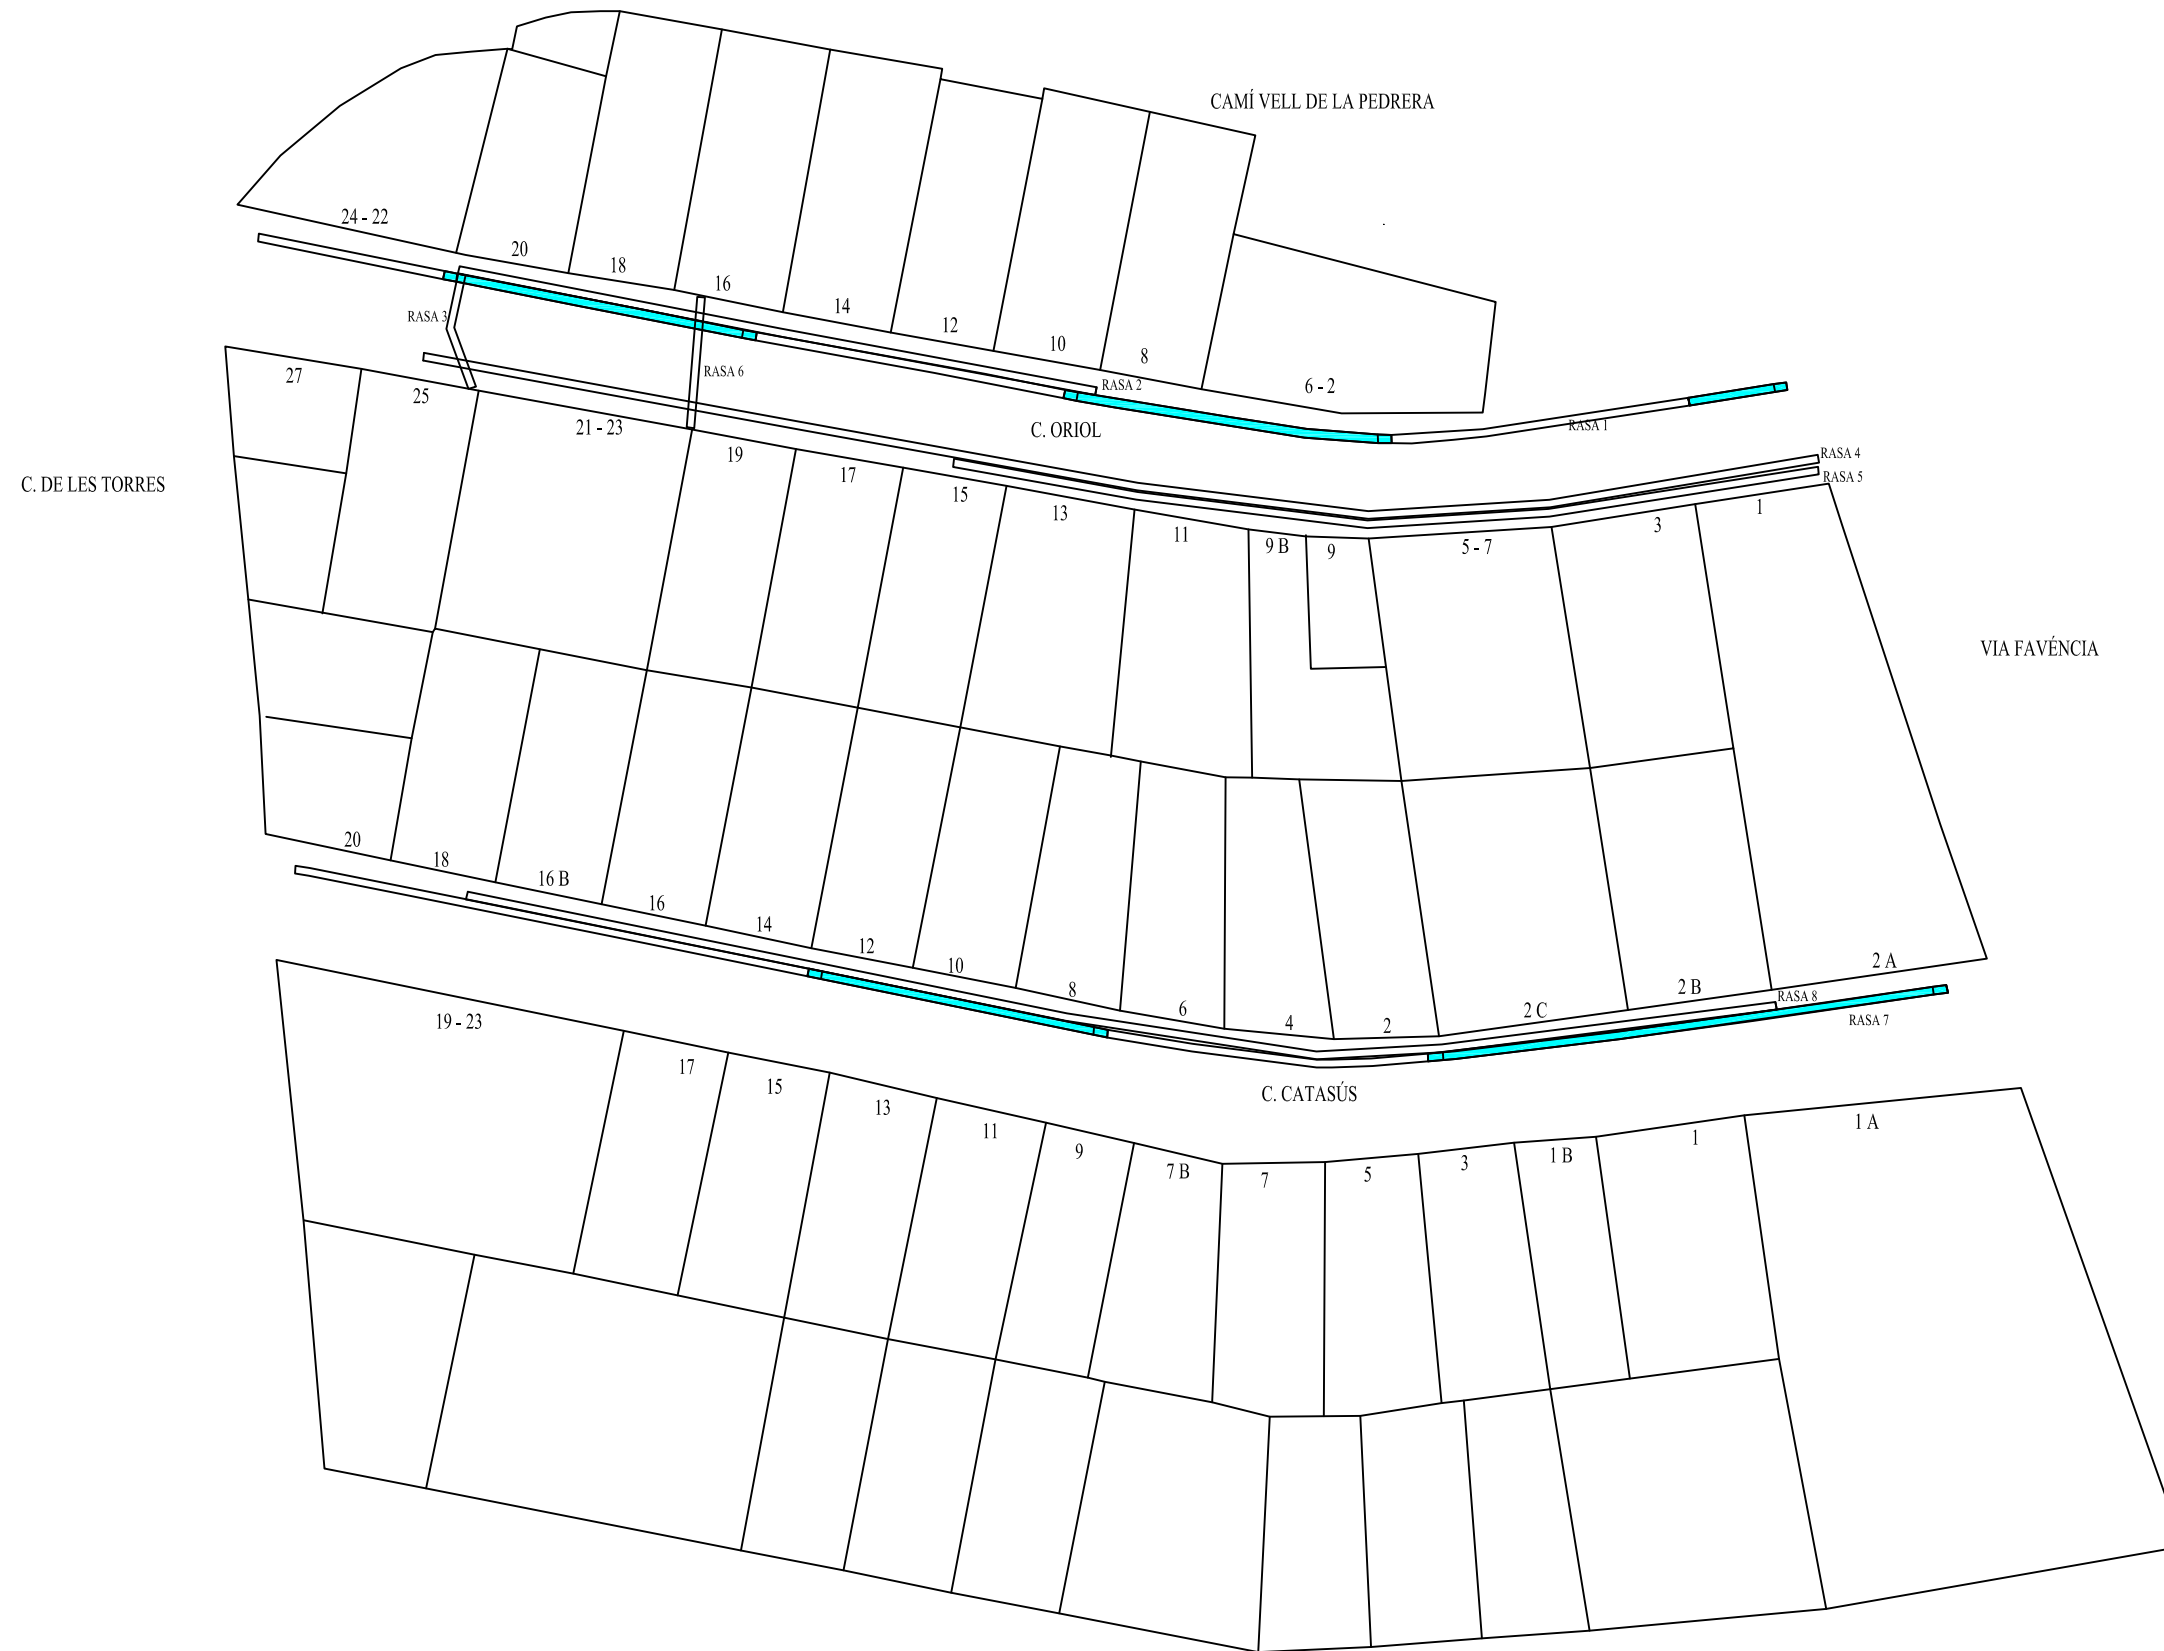 CAMÍ VELL DE LA PEDRERA
24 - 22
20
18
16
14
12
10
8
6 - 2
RASA 3
RASA 6
RASA 2
RASA 1
C. ORIOL
RASA 4
RASA 5
C. DE LES TORRES
27
25
21 - 23
19
17
15
13
11
9 B
9
5 - 7
3
1
VIA FAVÉNCIA
20
18
16 B
16
14
12
10
8
6
4
2
2 C
2 B
2 A
RASA 8
RASA 7
C. CATASÚS
19 - 23
17
15
13
11
9
7 B
7
5
3
1 B
1
1 A